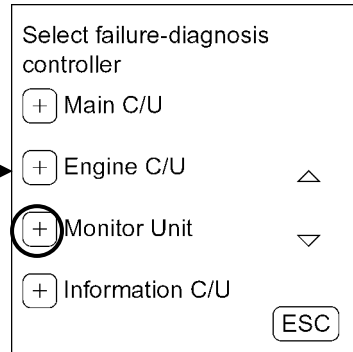 Select failure-diagnosis
controller
+ Main C/U
+ Engine C/U
+ Monitor Unit
+ Information C/U
ESC